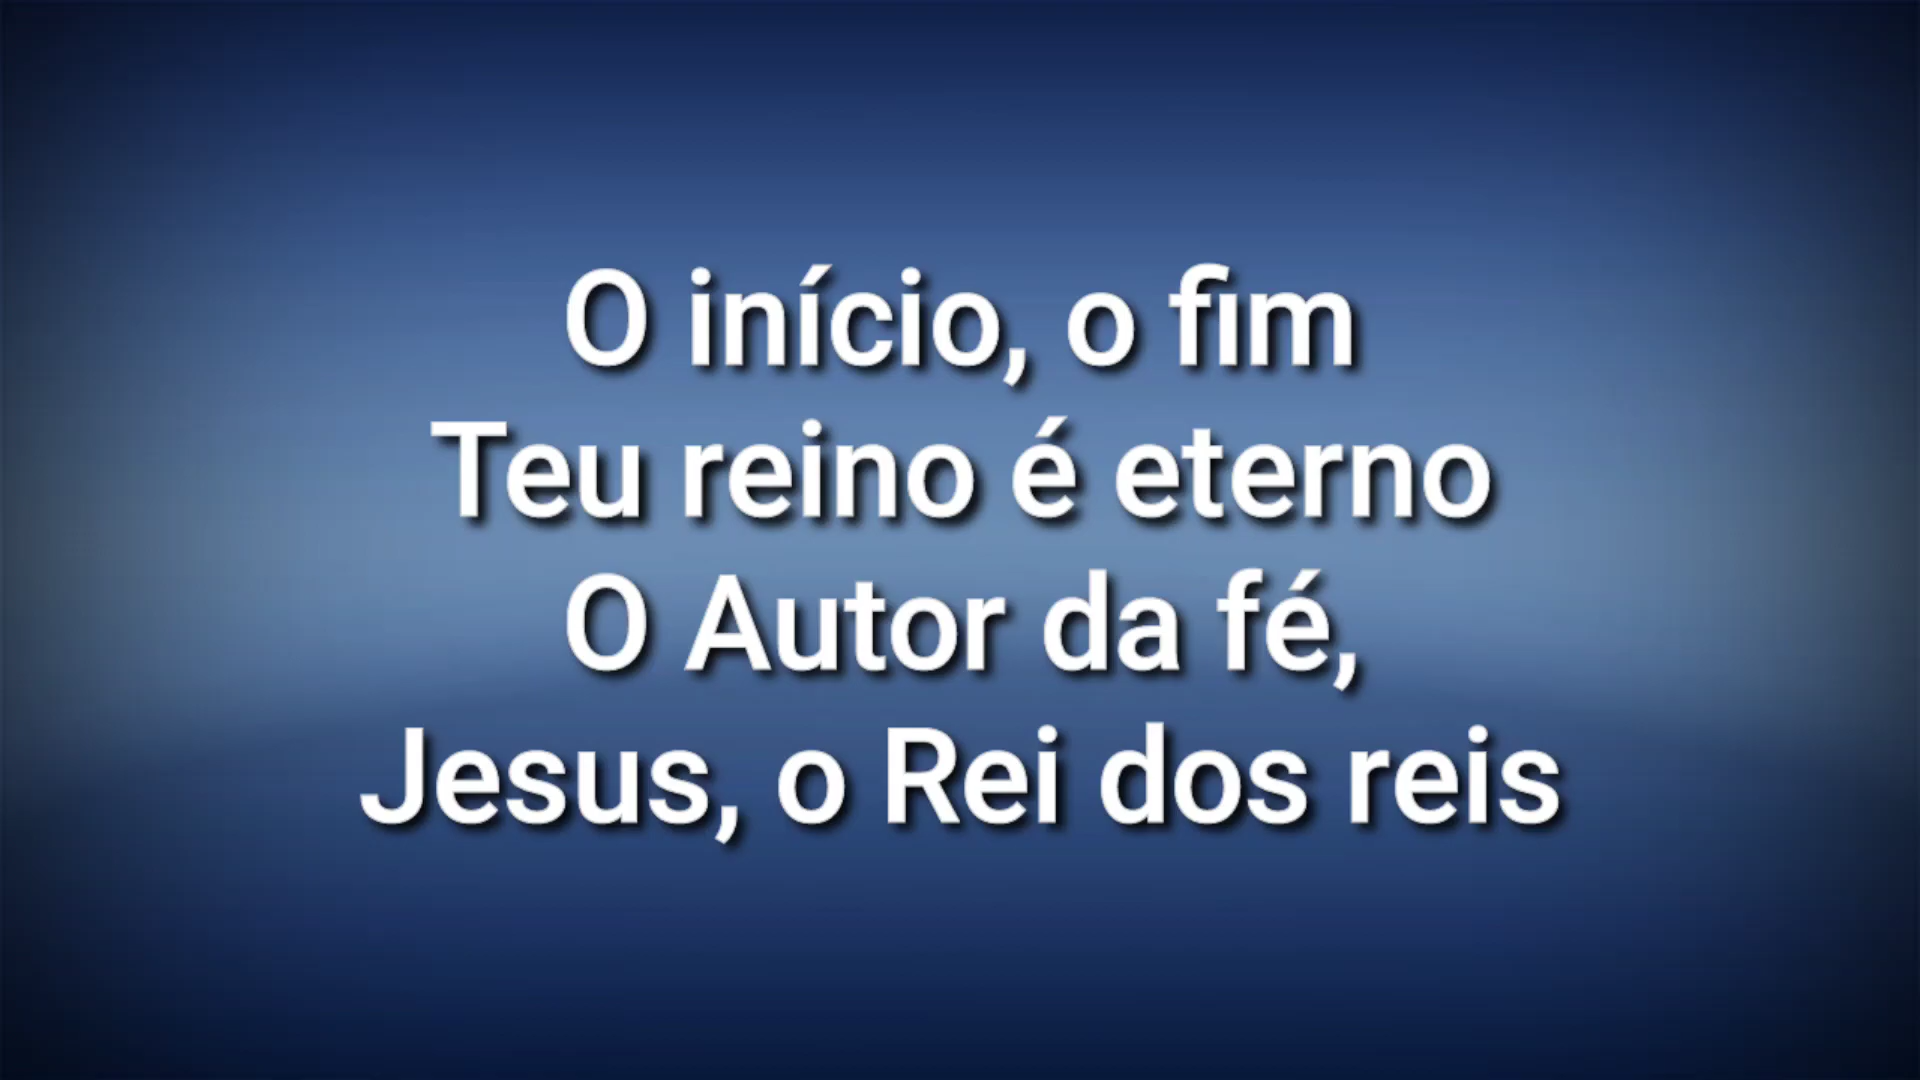 O início, o fim
Teu reino é eterno
O Autor da fé,
Jesus, o Rei dos reis